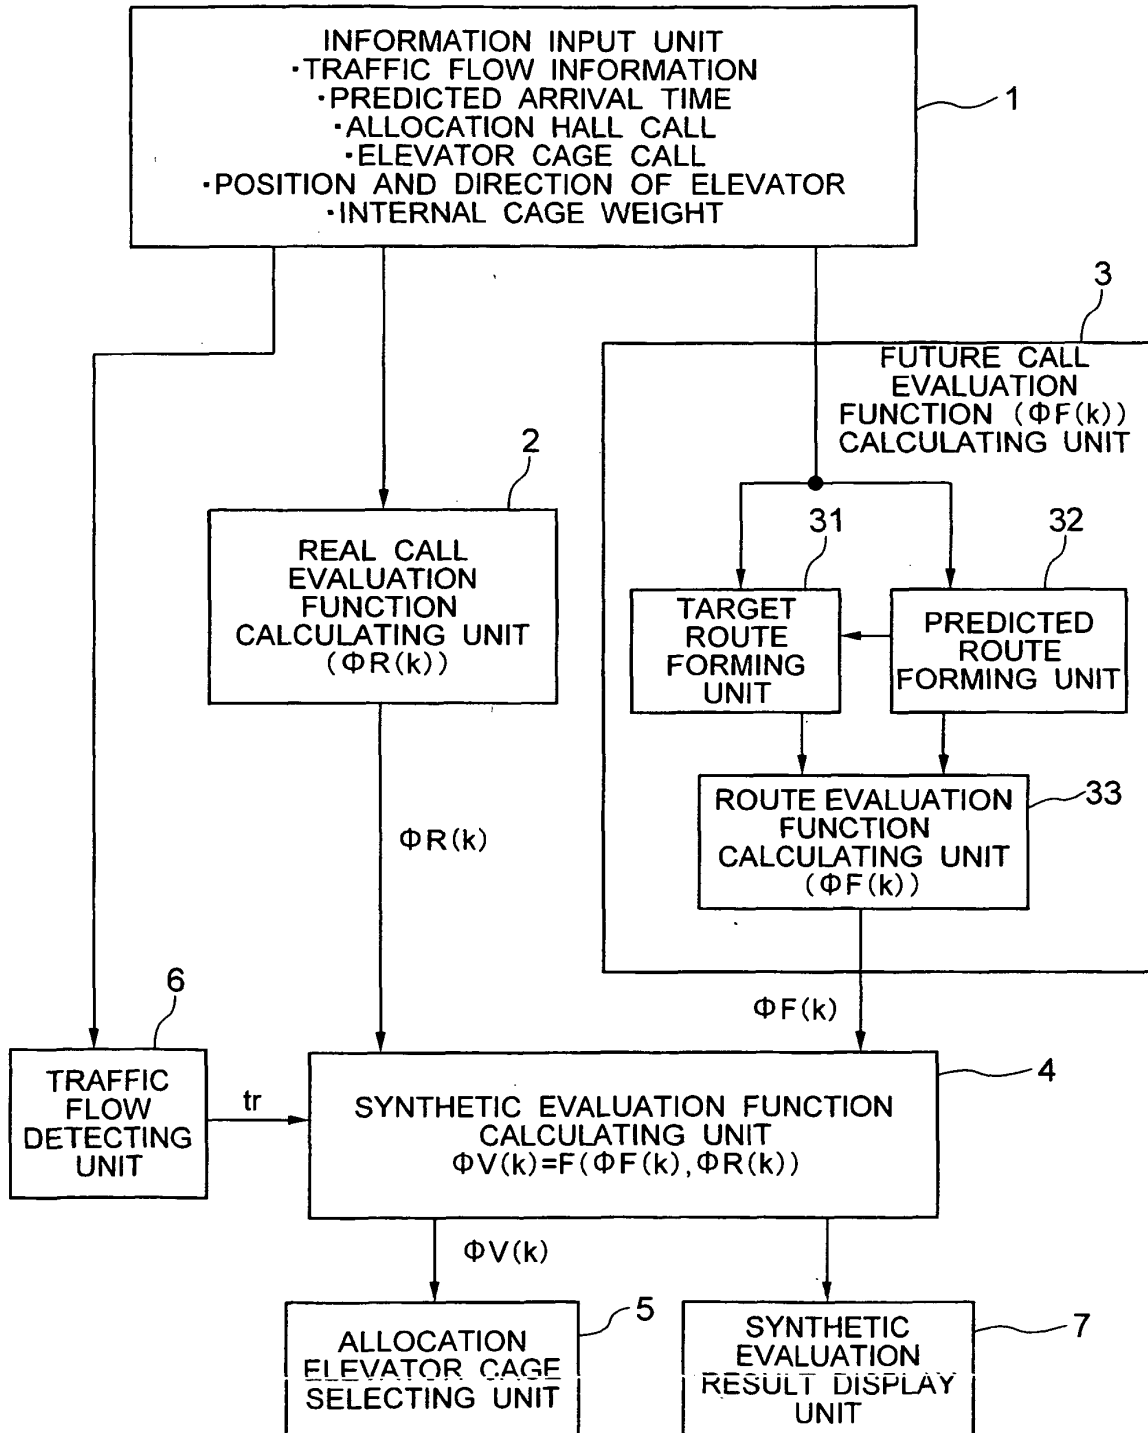 INFORMATION INPUT UNIT
・TRAFFIC FLOW INFORMATION
・PREDICTED ARRIVAL TIME
・ALLOCATION HALL CALL
・ELEVATOR CAGE CALL
・POSITION AND DIRECTION OF ELEVATOR
・INTERNAL CAGE WEIGHT
1
3
FUTURE CALL
EVALUATION
FUNCTION (ΦF(k))
CALCULATING UNIT
2
REAL CALL
EVALUATION
FUNCTION
CALCULATING UNIT
(ΦR(k))
31
TARGET
ROUTE
FORMING
UNIT
32
PREDICTED
ROUTE
FORMING UNIT
ROUTE EVALUATION
FUNCTION
CALCULATING UNIT
(ΦF(k))
33
ΦR(k)
ΦF(k)
6
TRAFFIC
FLOW
DETECTING
UNIT
tr
SYNTHETIC EVALUATION FUNCTION
CALCULATING UNIT
ΦV(k)=F(ΦF(k),ΦR(k))
4
ΦV(k)
ALLOCATION
ELEVATOR CAGE
SELECTING UNIT
5
SYNTHETIC
EVALUATION
RESULT DISPLAY
UNIT
7